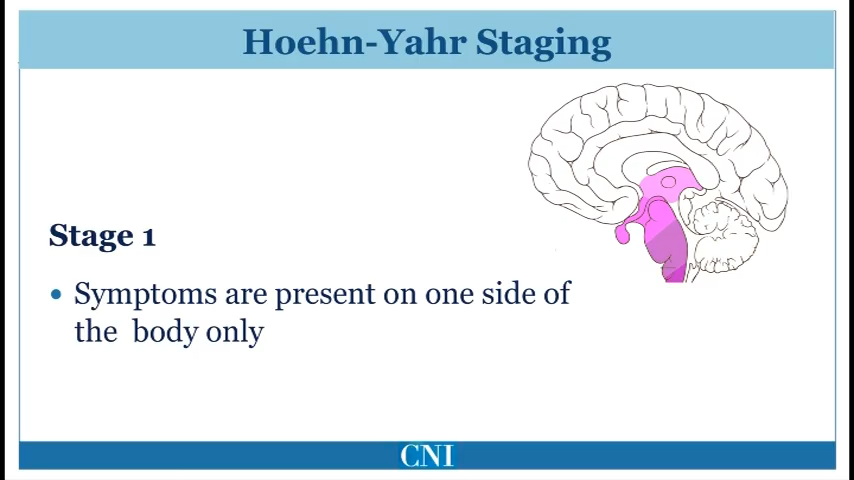 Hoehn-Yahr Staging
Stage 1
• Symptoms are present on one side of
the body only
CNI